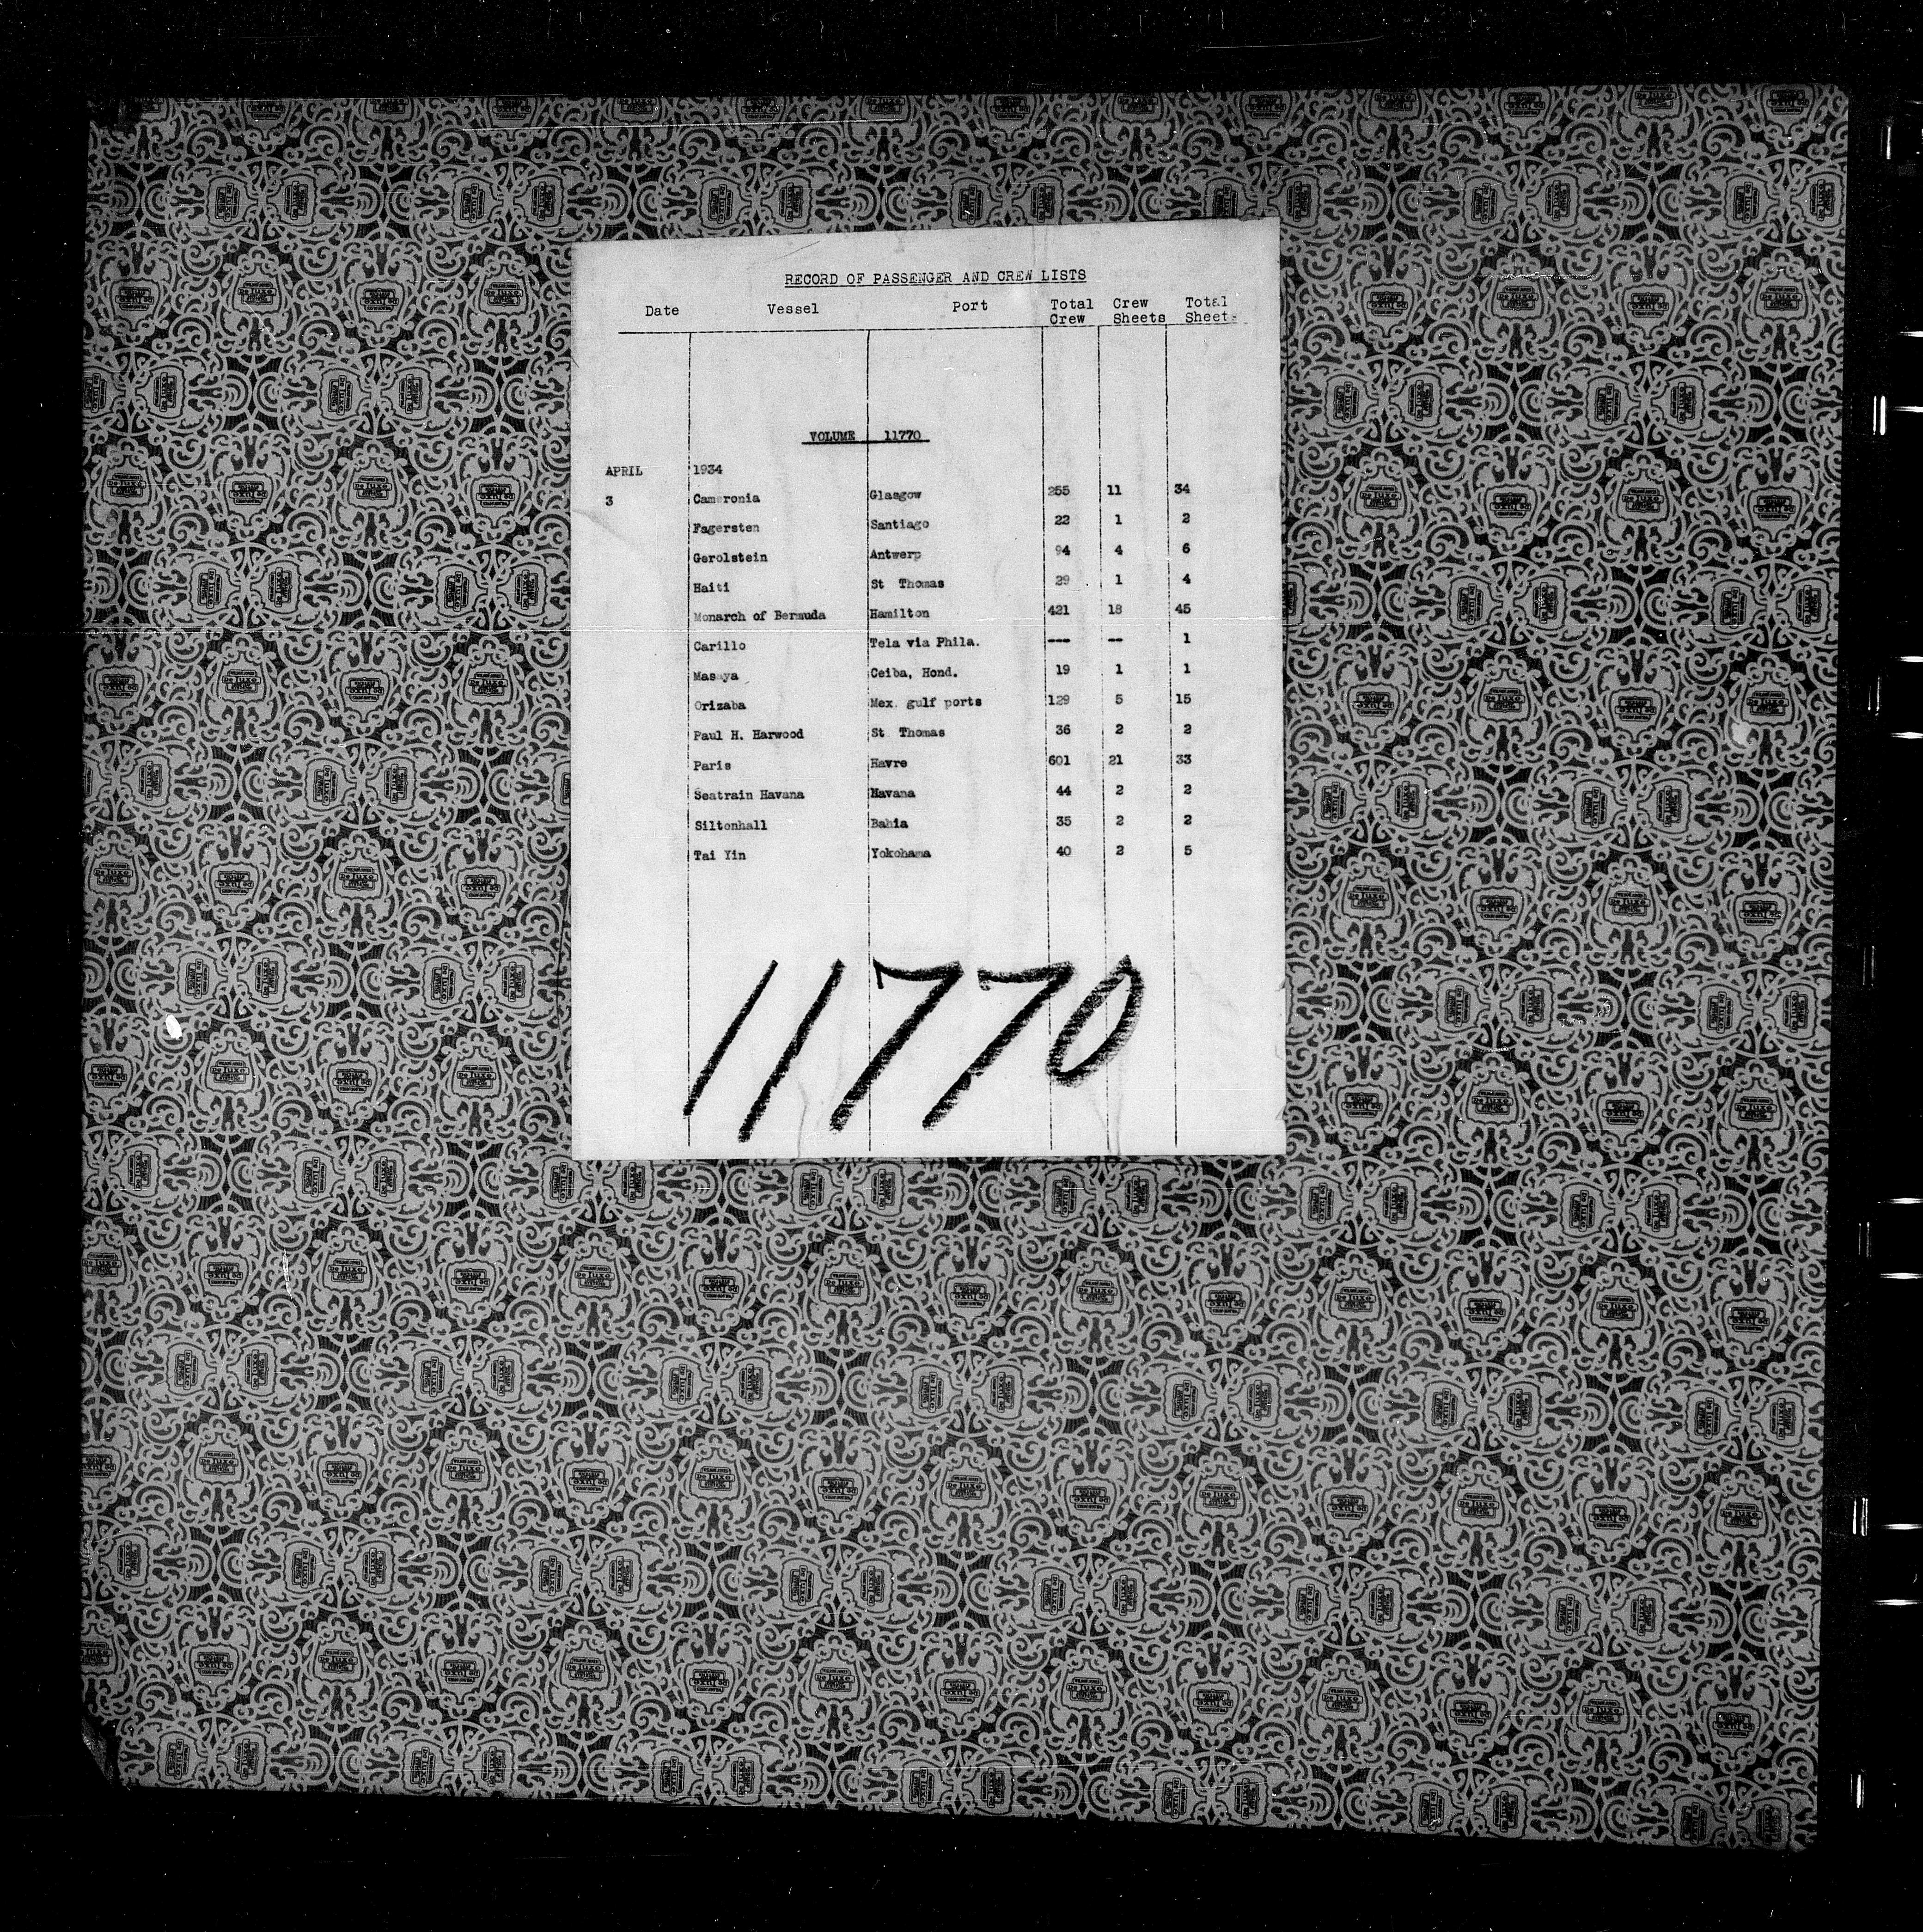 RECORD OF PASSENGER AND CREW LISTS
Date Vessel Port Total Crew Crew Sheets Total Sheets
VOLUME 11770
APRIL 1934
3 Cameronia Glasgow 255 11 34
Fagersten Santiago 22 1 2
Gerolstein Antwerp 94 4 6
Haiti St Thomas 29 1 4
Monarch of Bermuda Hamilton 421 18 45
Carillo Tela via Phila. --- -- 1
Masaya Ceiba, Hond. 19 1 1
Orizaba Mex. gulf ports 129 5 15
Paul H. Harwood St Thomas 36 2 2
Paris Havre 601 21 33
Seatrain Havana Havana 44 2 2
Siltonhall Bahia 35 2 2
Tai Yin Yokohama 40 2 5
11770